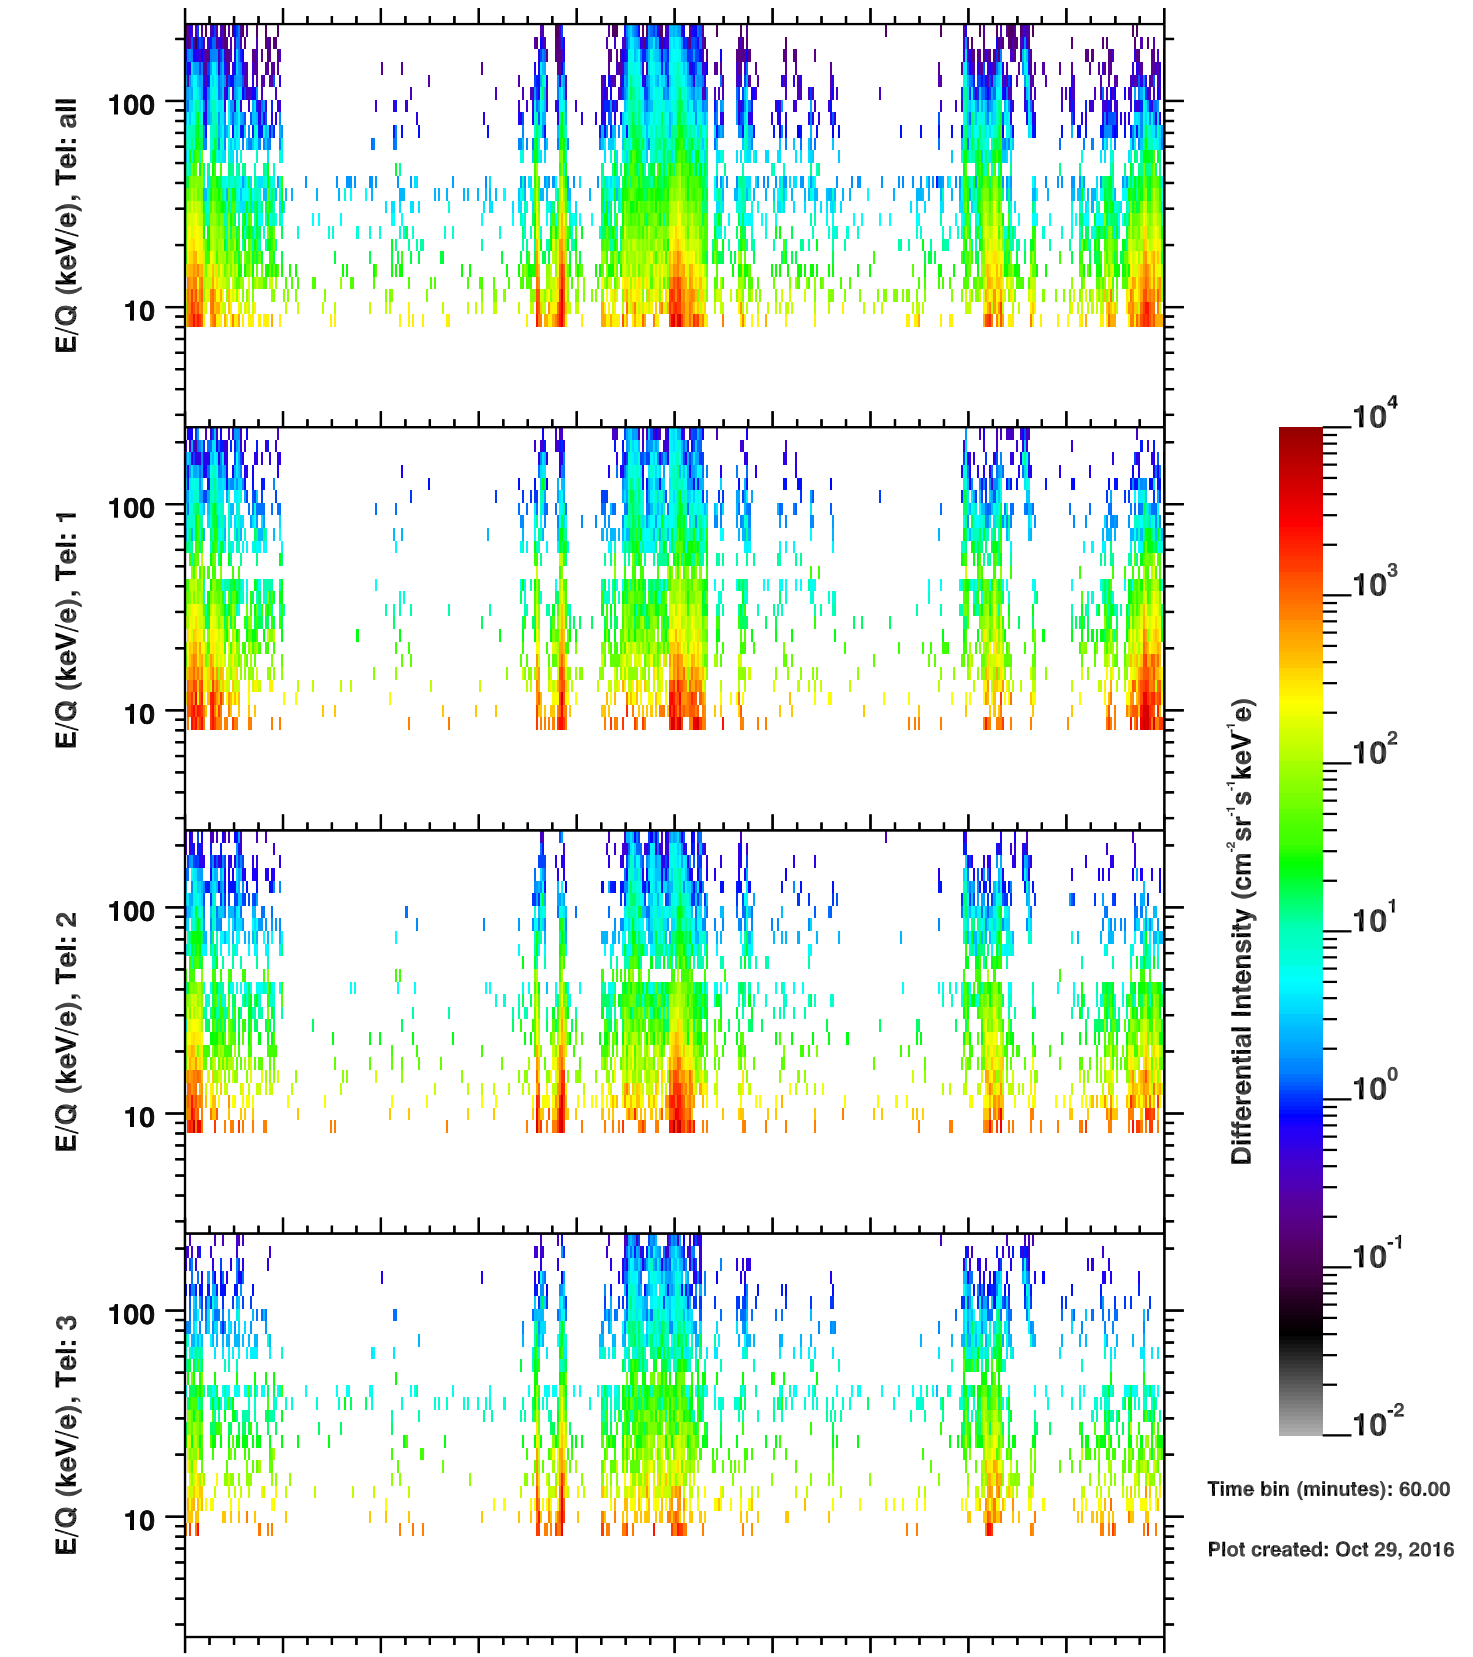 E/Q (keV/e), Tel: all
100
10
E/Q (keV/e), Tel: 1
100
10
E/Q (keV/e), Tel: 2
100
10
E/Q (keV/e), Tel: 3
100
10
Differential Intensity (cm⁻²sr⁻¹s⁻¹keV⁻¹e)
10⁴
10³
10²
10¹
10⁰
10⁻¹
10⁻²
Time bin (minutes): 60.00
Plot created: Oct 29, 2016